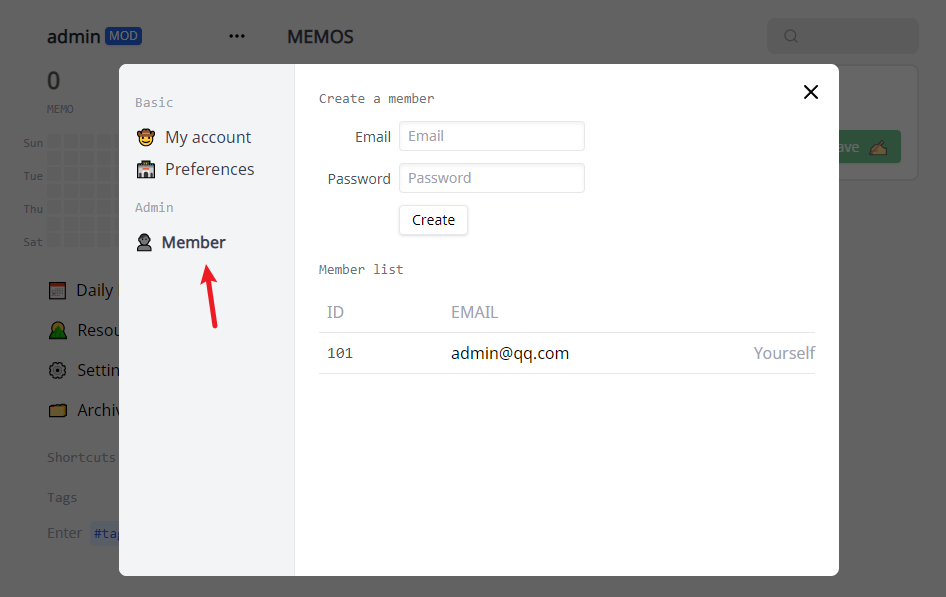 admin MOD ••• MEMOS
0
MEMO
Sun
Tue
Thu
Sat
Daily
Resou
Settin
Archiv
Shortcuts
Tags
Enter #tag
ave
Basic
My account
Preferences
Admin
Member
Create a member
Email Email
Password Password
Create
Member list
ID EMAIL
101 admin@qq.com Yourself